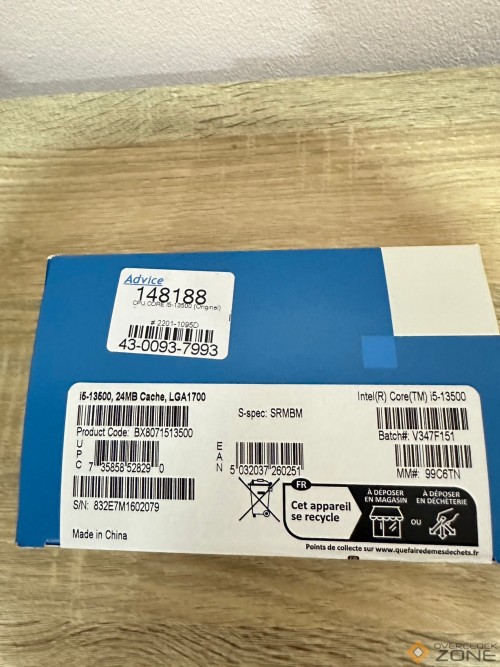 Advice
148188
CPU CORE i5-13500 (Original)
# 2201-1095D
43-0093-7993
i5-13500, 24MB Cache, LGA1700
Intel(R) Core(TM) i5-13500
S-spec: SRMBM
Product Code: BX8071513500
Batch#: V347F151
UPC
7 35858 52829 0
EAN
5 032037 260251
MM#: 99C6TN
S/N: 832E7M1602079
FR
Cet appareil
se recycle
À DÉPOSER
EN MAGASIN
OU
À DÉPOSER
EN DÉCHÈTERIE
Made in China
Points de collecte sur www.quefairedemesdechets.fr
OVERCLOCK
ZONE